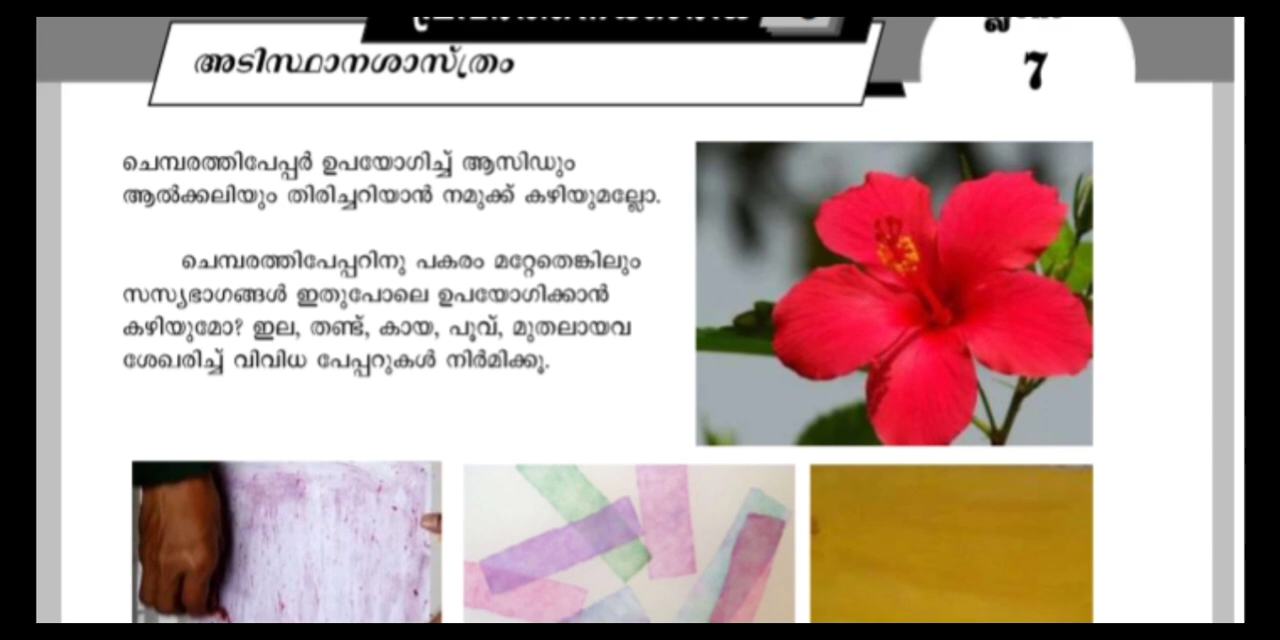 അടിസ്ഥാനശാസ്ത്രം
7
ചെമ്പരത്തിപേപ്പർ ഉപയോഗിച്ച് ആസിഡും
ആൽക്കലിയും തിരിച്ചറിയാൻ നമുക്ക് കഴിയുമല്ലോ.
ചെമ്പരത്തിപേപ്പറിനു പകരം മറ്റേതെങ്കിലും
സസ്യഭാഗങ്ങൾ ഇതുപോലെ ഉപയോഗിക്കാൻ
കഴിയുമോ? ഇല, തണ്ട്, കായ, പൂവ്, മുതലായവ
ശേഖരിച്ച് വിവിധ പേപ്പറുകൾ നിർമിക്കൂ.